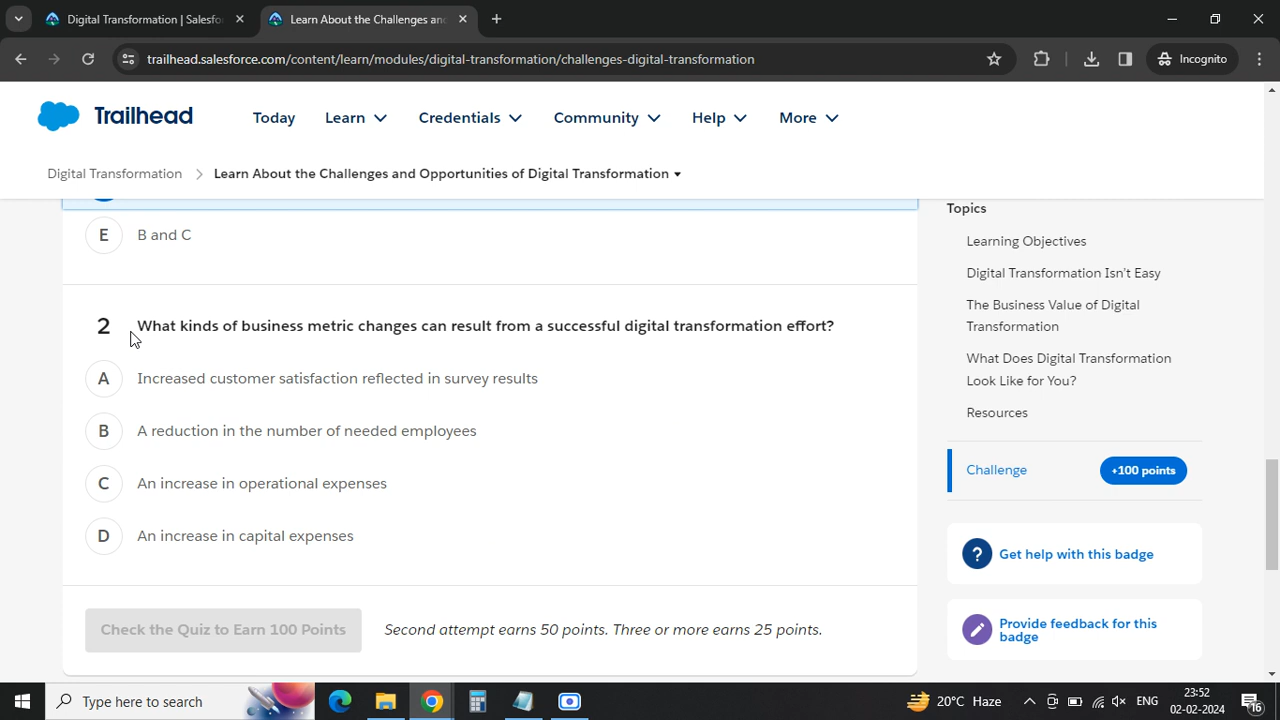 Digital Transformation | Salesfo
Learn About the Challenges and
trailhead.salesforce.com/content/learn/modules/digital-transformation/challenges-digital-transformation
Incognito
Trailhead
Today
Learn
Credentials
Community
Help
More
Digital Transformation
Learn About the Challenges and Opportunities of Digital Transformation
E B and C
2 What kinds of business metric changes can result from a successful digital transformation effort?
A Increased customer satisfaction reflected in survey results
B A reduction in the number of needed employees
C An increase in operational expenses
D An increase in capital expenses
Check the Quiz to Earn 100 Points
Second attempt earns 50 points. Three or more earns 25 points.
Topics
Learning Objectives
Digital Transformation Isn't Easy
The Business Value of Digital
Transformation
What Does Digital Transformation
Look Like for You?
Resources
Challenge
+100 points
? Get help with this badge
Provide feedback for this
badge
Type here to search
20°C Haze
ENG
23:52
02-02-2024
16